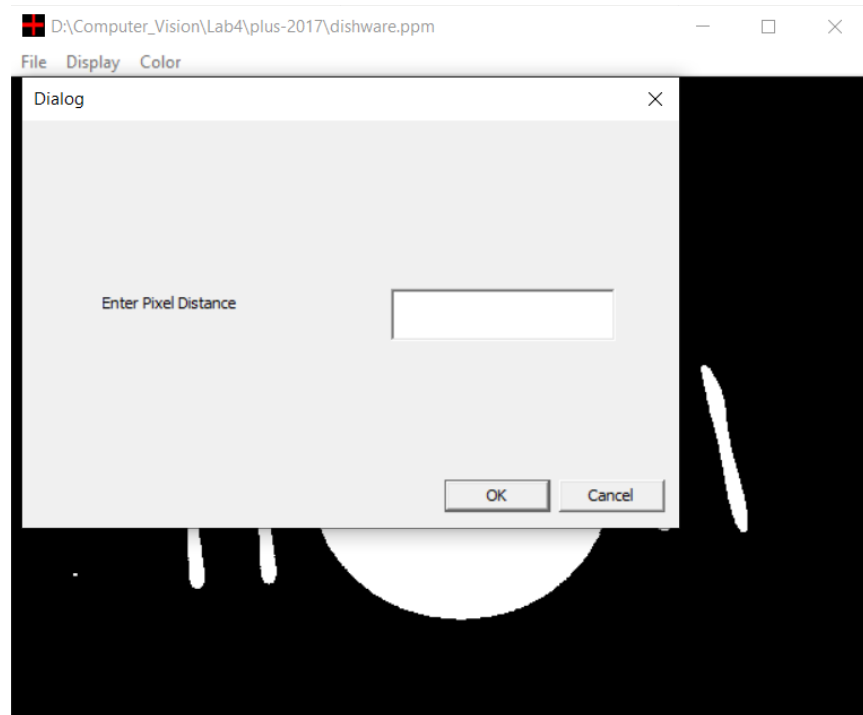 D:\Computer_Vision\Lab4\plus-2017\dishware.ppm
File Display Color
Dialog
Enter Pixel Distance
OK Cancel